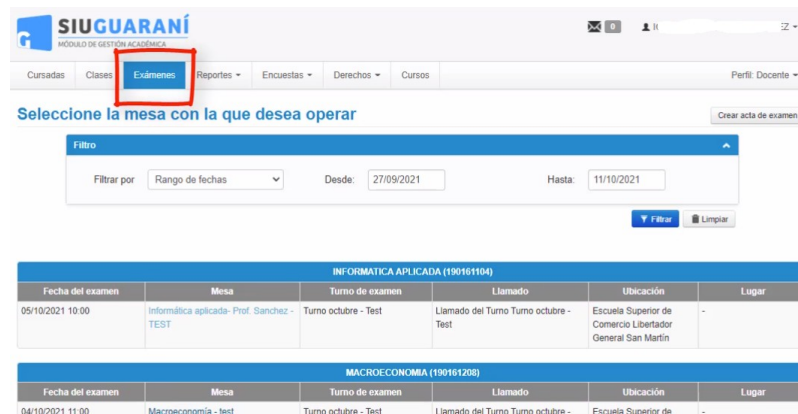 SIUGUARANÍ
MÓDULO DE GESTIÓN ACADÉMICA
0
Cursadas Clases Exámenes Reportes Encuestas Derechos Cursos Perfil: Docente
Seleccione la mesa con la que desea operar
Crear acta de examen
Filtro
Filtrar por Rango de fechas Desde: 27/09/2021 Hasta: 11/10/2021
Filtrar Limpiar
INFORMATICA APLICADA (190161104)
Fecha del examen Mesa Turno de examen Llamado Ubicación Lugar
05/10/2021 10:00 Informática aplicada- Prof. Sanchez - Turno octubre - Test Llamado del Turno Turno octubre - Escuela Superior de -
TEST Test Comercio Libertador
General San Martín
MACROECONOMIA (190161208)
Fecha del examen Mesa Turno de examen Llamado Ubicación Lugar
04/10/2021 11:00 Macroeconomía - test Turno octubre - Test Llamado del Turno Turno octubre - Escuela Superior de -